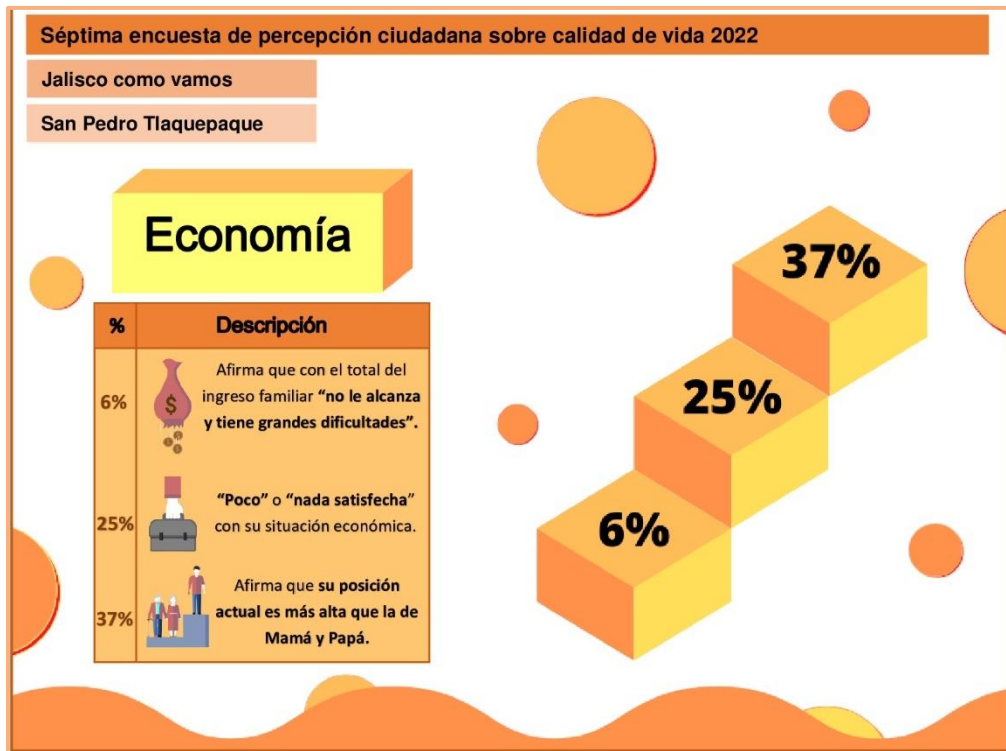 Séptima encuesta de percepción ciudadana sobre calidad de vida 2022
Jalisco como vamos
San Pedro Tlaquepaque
Economía
% Descripción
6%
Afirma que con el total del
ingreso familiar “no le alcanza
y tiene grandes dificultades”.
$
25%
“Poco” o “nada satisfecha”
con su situación económica.
37%
Afirma que su posición
actual es más alta que la de
Mamá y Papá.
37%
25%
6%